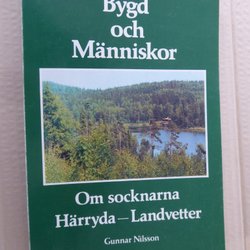 Bygd
och
Människor
Om socknarna
Härryda – Landvetter
Gunnar Nilsson